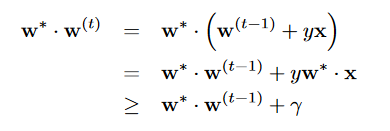 w* · w^(t) = w* · (w^(t−1) + yx)
= w* · w^(t−1) + yw* · x
≥ w* · w^(t−1) + γ